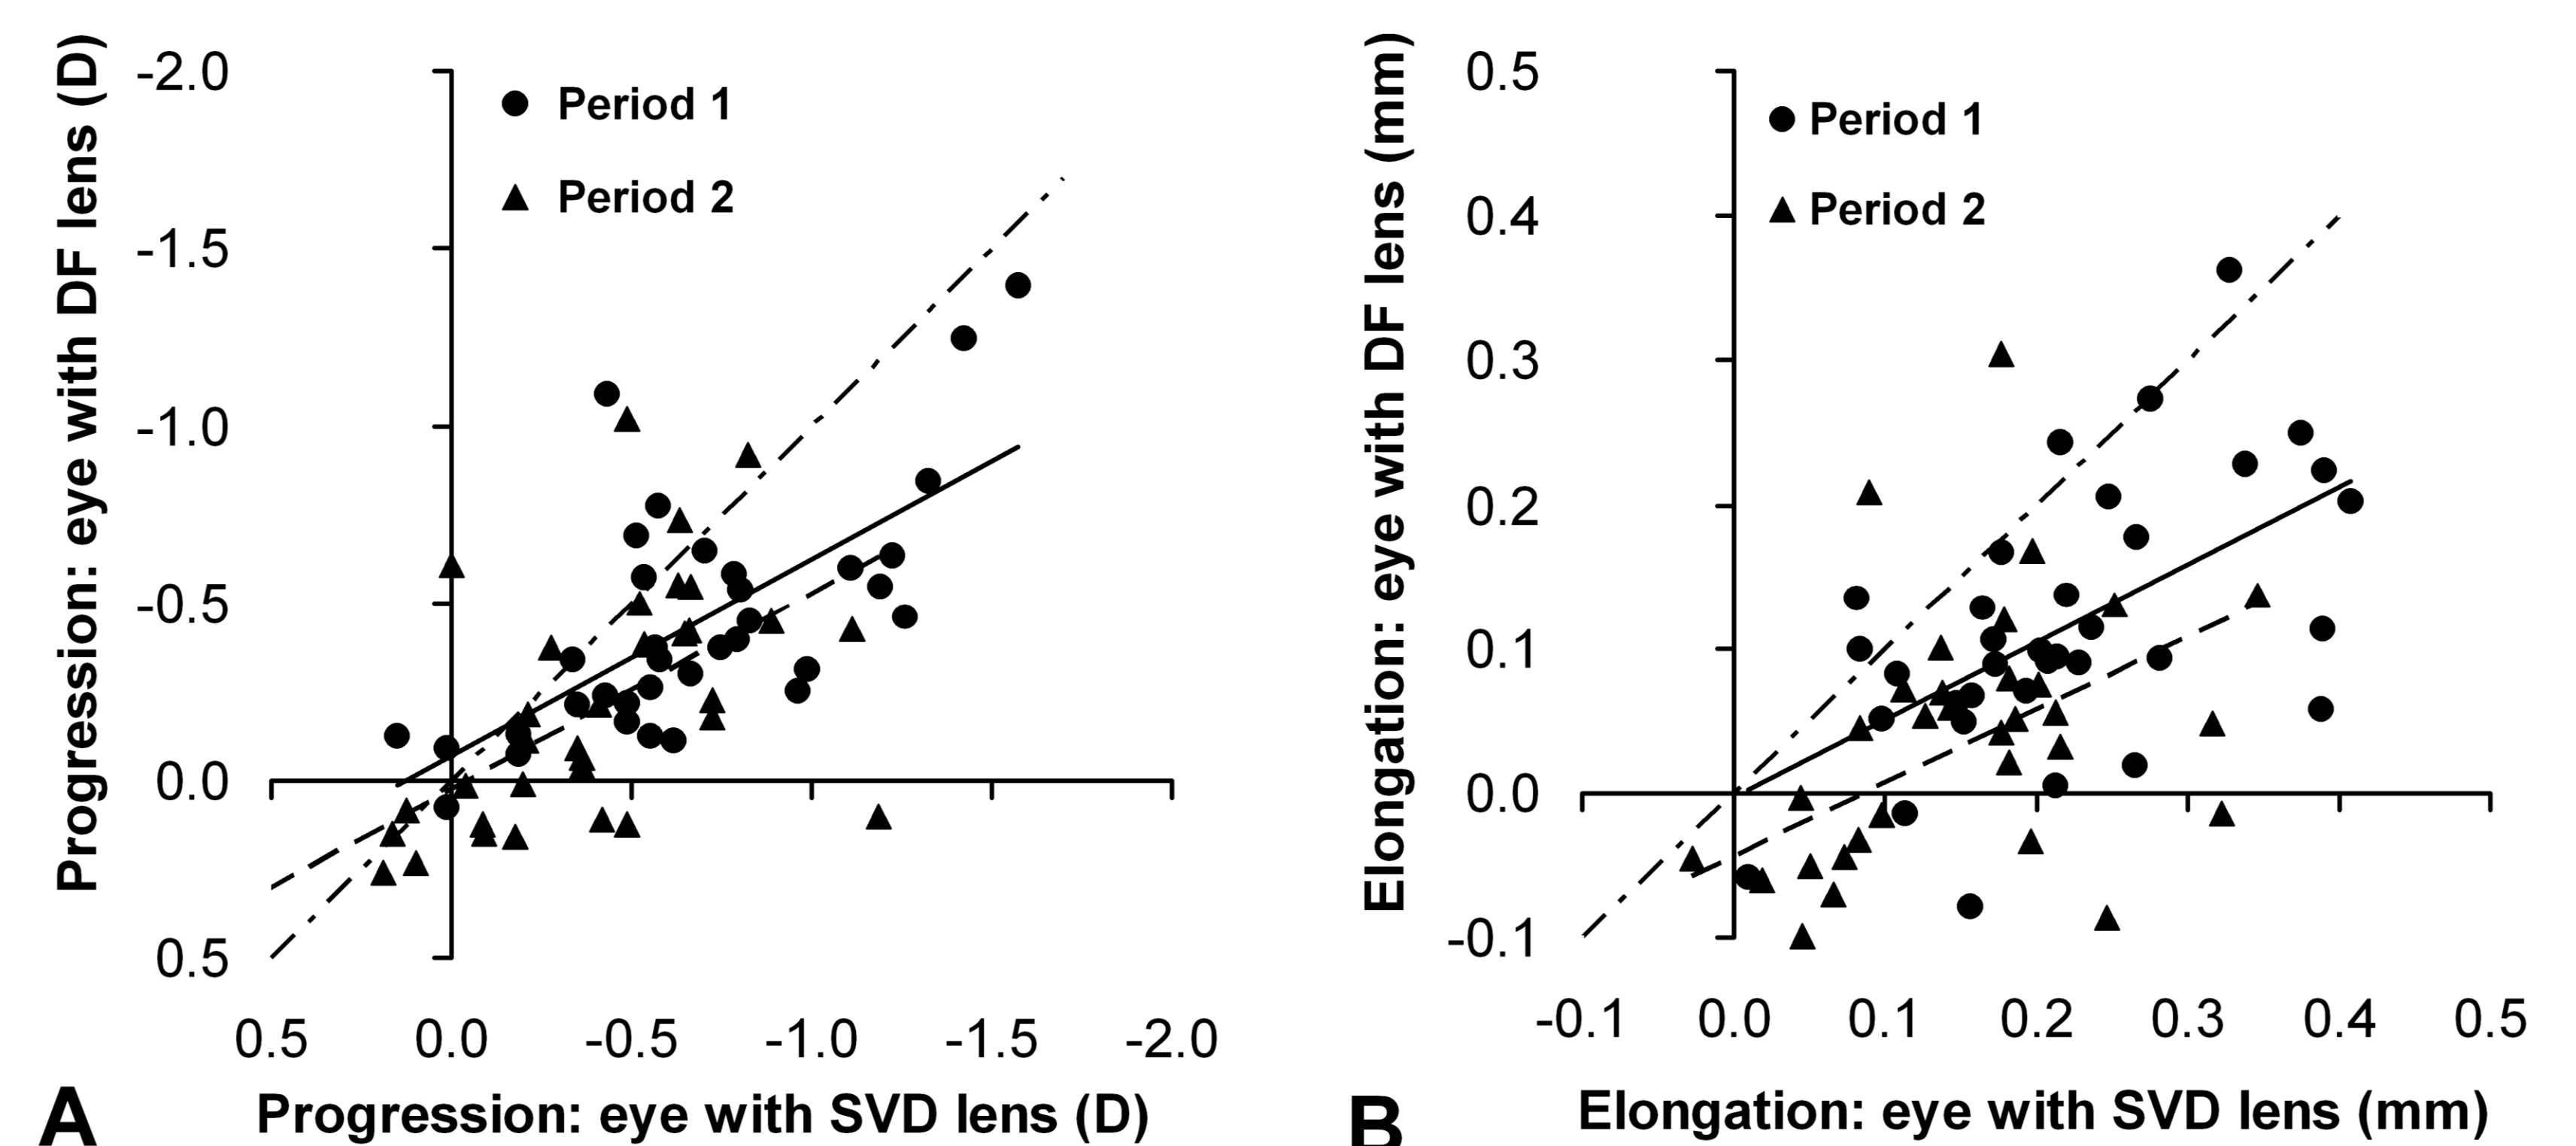 Progression: eye with DF lens (D)
-2.0
-1.5
-1.0
-0.5
0.0
0.5
Period 1
Period 2
0.5 0.0 -0.5 -1.0 -1.5 -2.0
Progression: eye with SVD lens (D)
A
Elongation: eye with DF lens (mm)
0.5
0.4
0.3
0.2
0.1
0.0
-0.1
Period 1
Period 2
-0.1 0.0 0.1 0.2 0.3 0.4 0.5
Elongation: eye with SVD lens (mm)
B